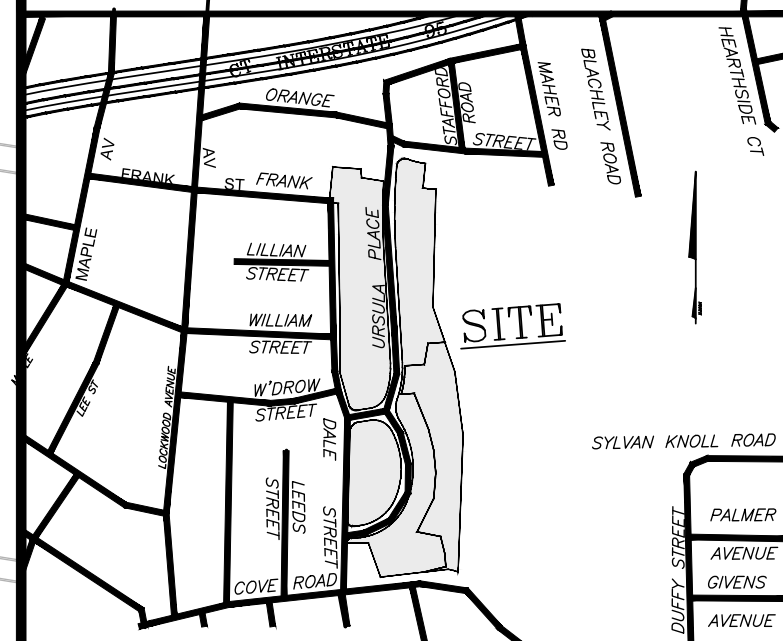 CT INTERSTATE 95
HEARTHSIDE CT
BLACHLEY ROAD
MAHER RD
STAFFORD
ROAD
STREET
ORANGE
AV
AV
FRANK
ST
FRANK
URSULA PLACE
LILLIAN
STREET
MAPLE
WILLIAM
STREET
SITE
LEE ST
LOCKWOOD AVENUE
W'DROW
STREET
DALE
STREET
LEEDS
STREET
SYLVAN KNOLL ROAD
DUFFY STREET
PALMER
AVENUE
GIVENS
AVENUE
COVE ROAD